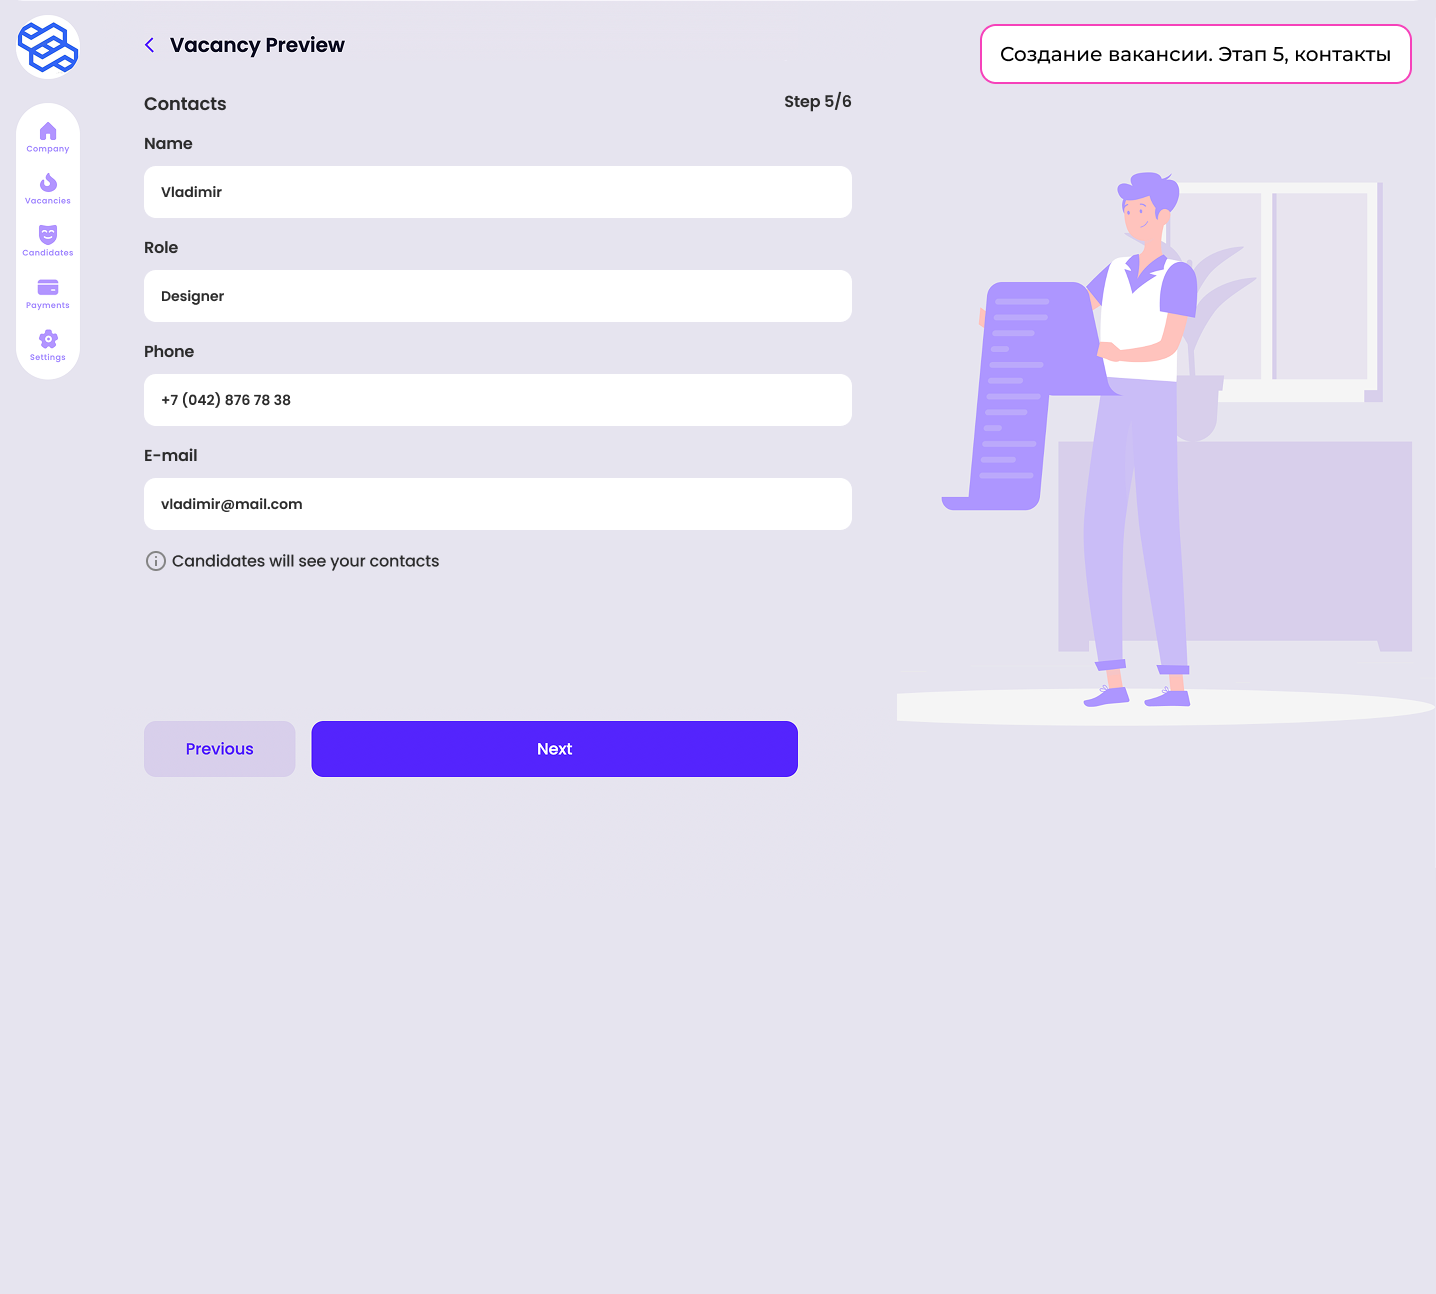 Vacancy Preview
Создание вакансии. Этап 5, контакты
Company
Vacancies
Candidates
Payments
Settings
Contacts
Step 5/6
Name
Vladimir
Role
Designer
Phone
+7 (042) 876 78 38
E-mail
vladimir@mail.com
Candidates will see your contacts
Previous
Next